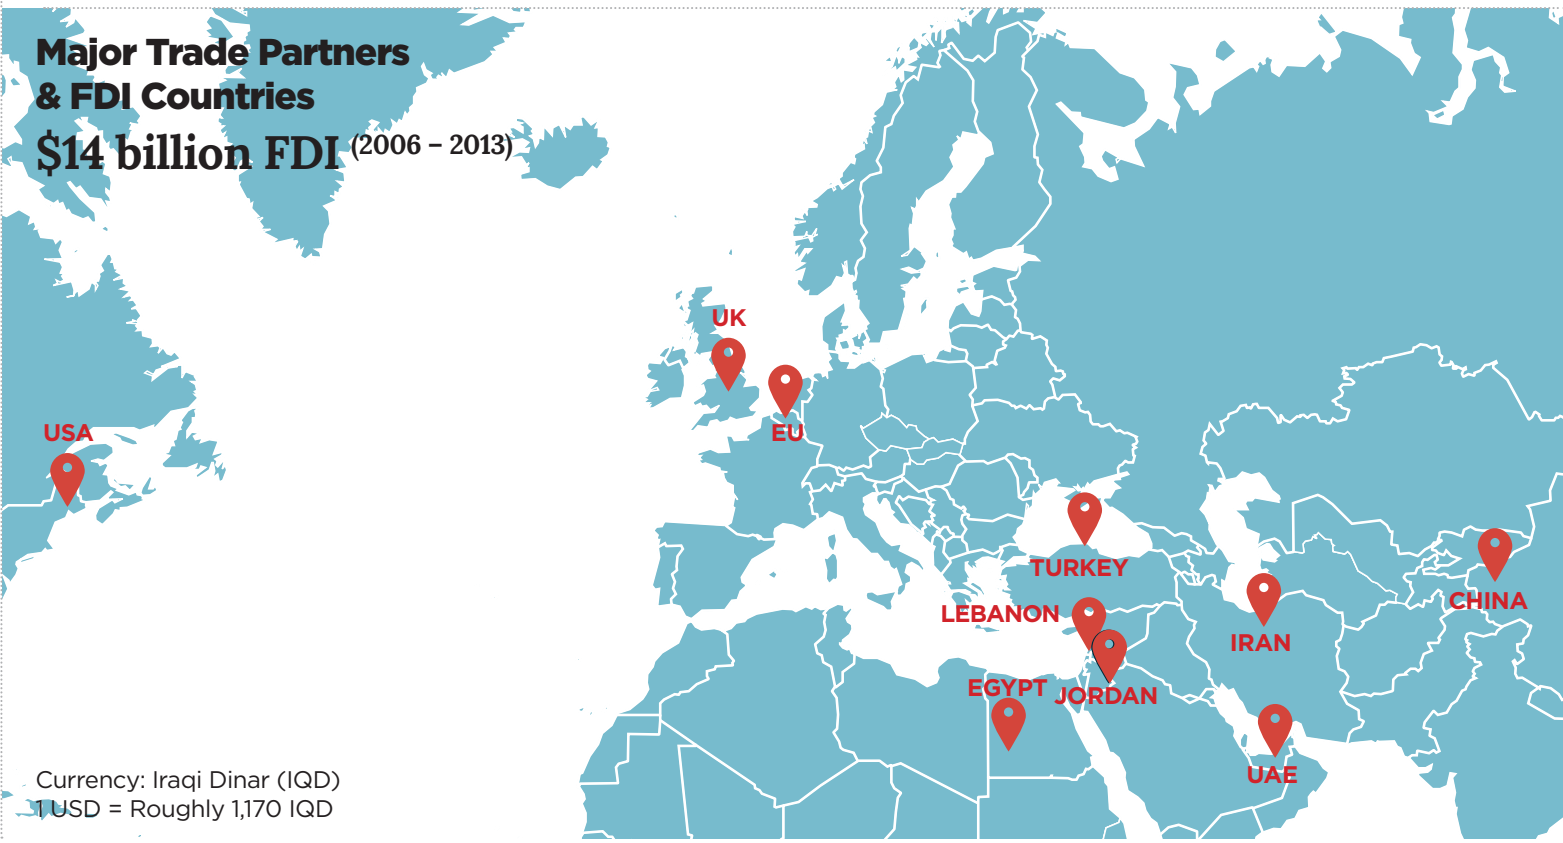 Major Trade Partners
& FDI Countries
$14 billion FDI (2006 – 2013)
UK
EU
USA
TURKEY
LEBANON
CHINA
IRAN
EGYPT
JORDAN
UAE
Currency: Iraqi Dinar (IQD)
1 USD = Roughly 1,170 IQD